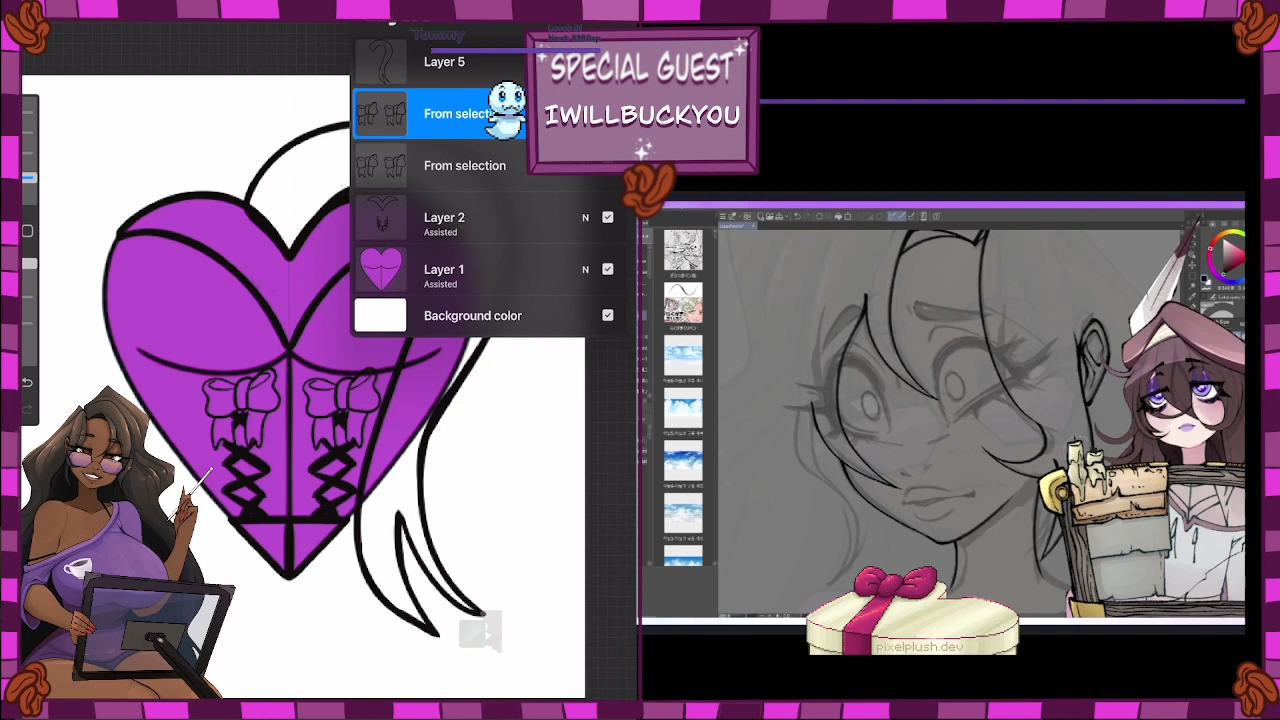 Tommy
Layer 5
From select
From selection
Layer 2
N
Assisted
Layer 1
N
Assisted
Background color
SPECIAL GUEST
IWILLBUCKYOU
pixelplush.dev